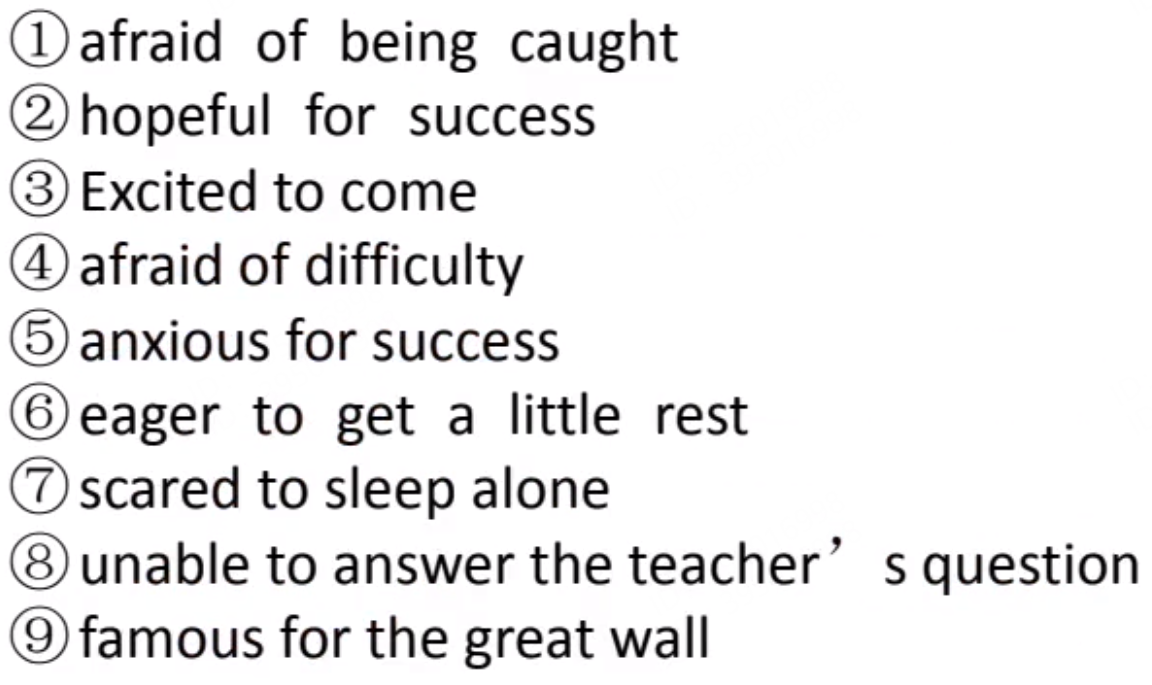 ①afraid of being caught
②hopeful for success
③Excited to come
④afraid of difficulty
⑤anxious for success
⑥eager to get a little rest
⑦scared to sleep alone
⑧unable to answer the teacher’ s question
⑨famous for the great wall